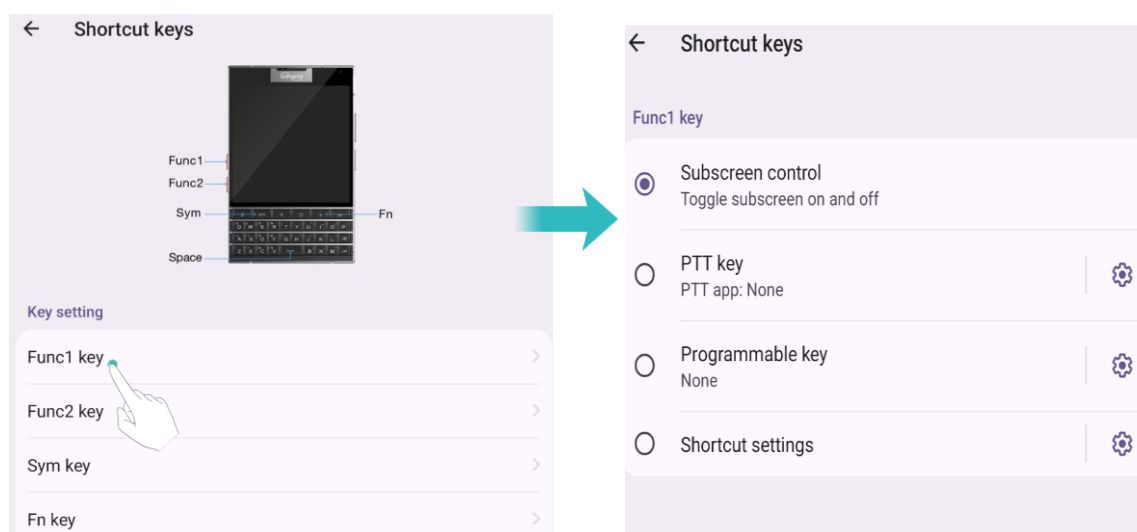 Shortcut keys
Func1
Func2
Sym
Fn
Space
Key setting
Func1 key
Func2 key
Sym key
Fn key
Shortcut keys
Func1 key
Subscreen control
Toggle subscreen on and off
PTT key
PTT app: None
Programmable key
None
Shortcut settings